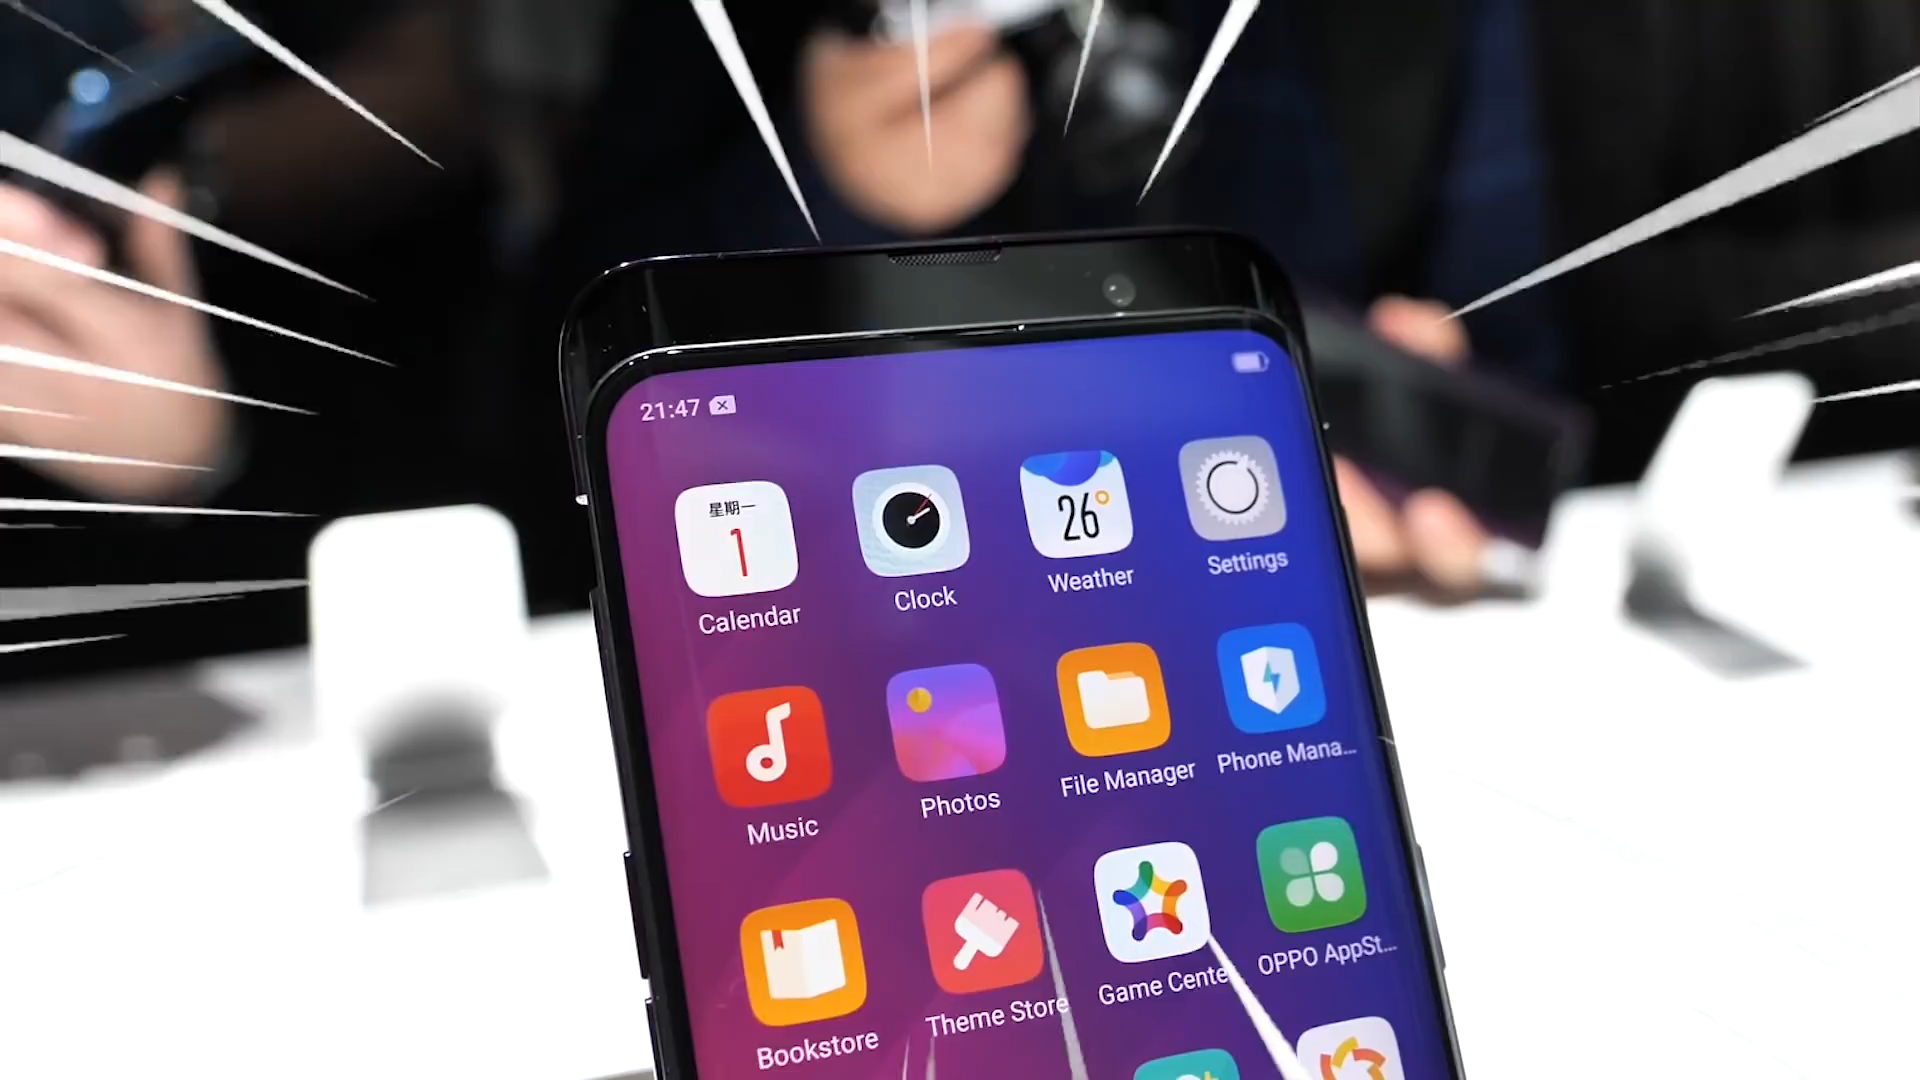 21:47
星期一
1
26°
Calendar
Clock
Weather
Settings
Music
Photos
File Manager
Phone Mana...
Bookstore
Theme Store
Game Cente
OPPO AppSt...